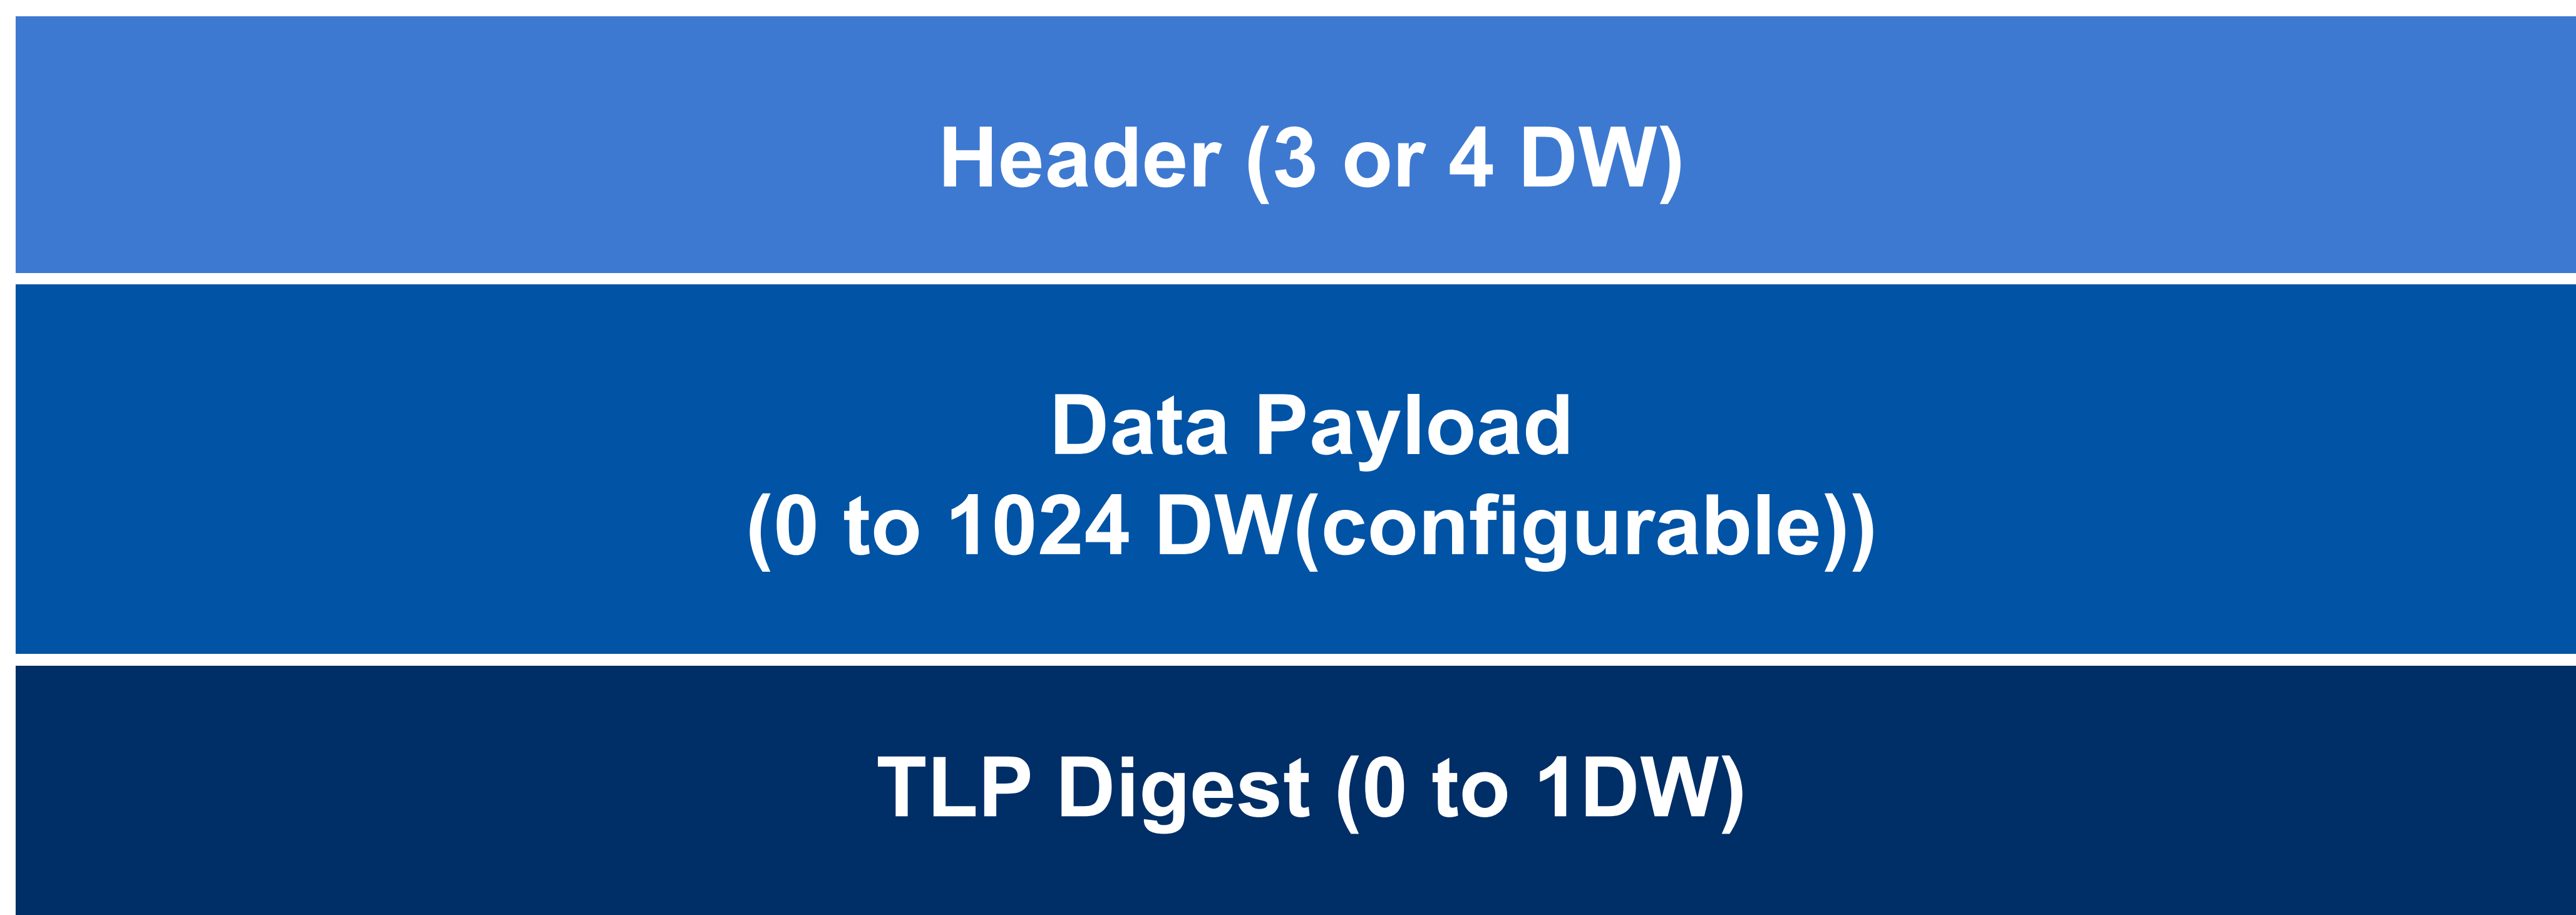 Header (3 or 4 DW)
Data Payload
(0 to 1024 DW(configurable))
TLP Digest (0 to 1DW)